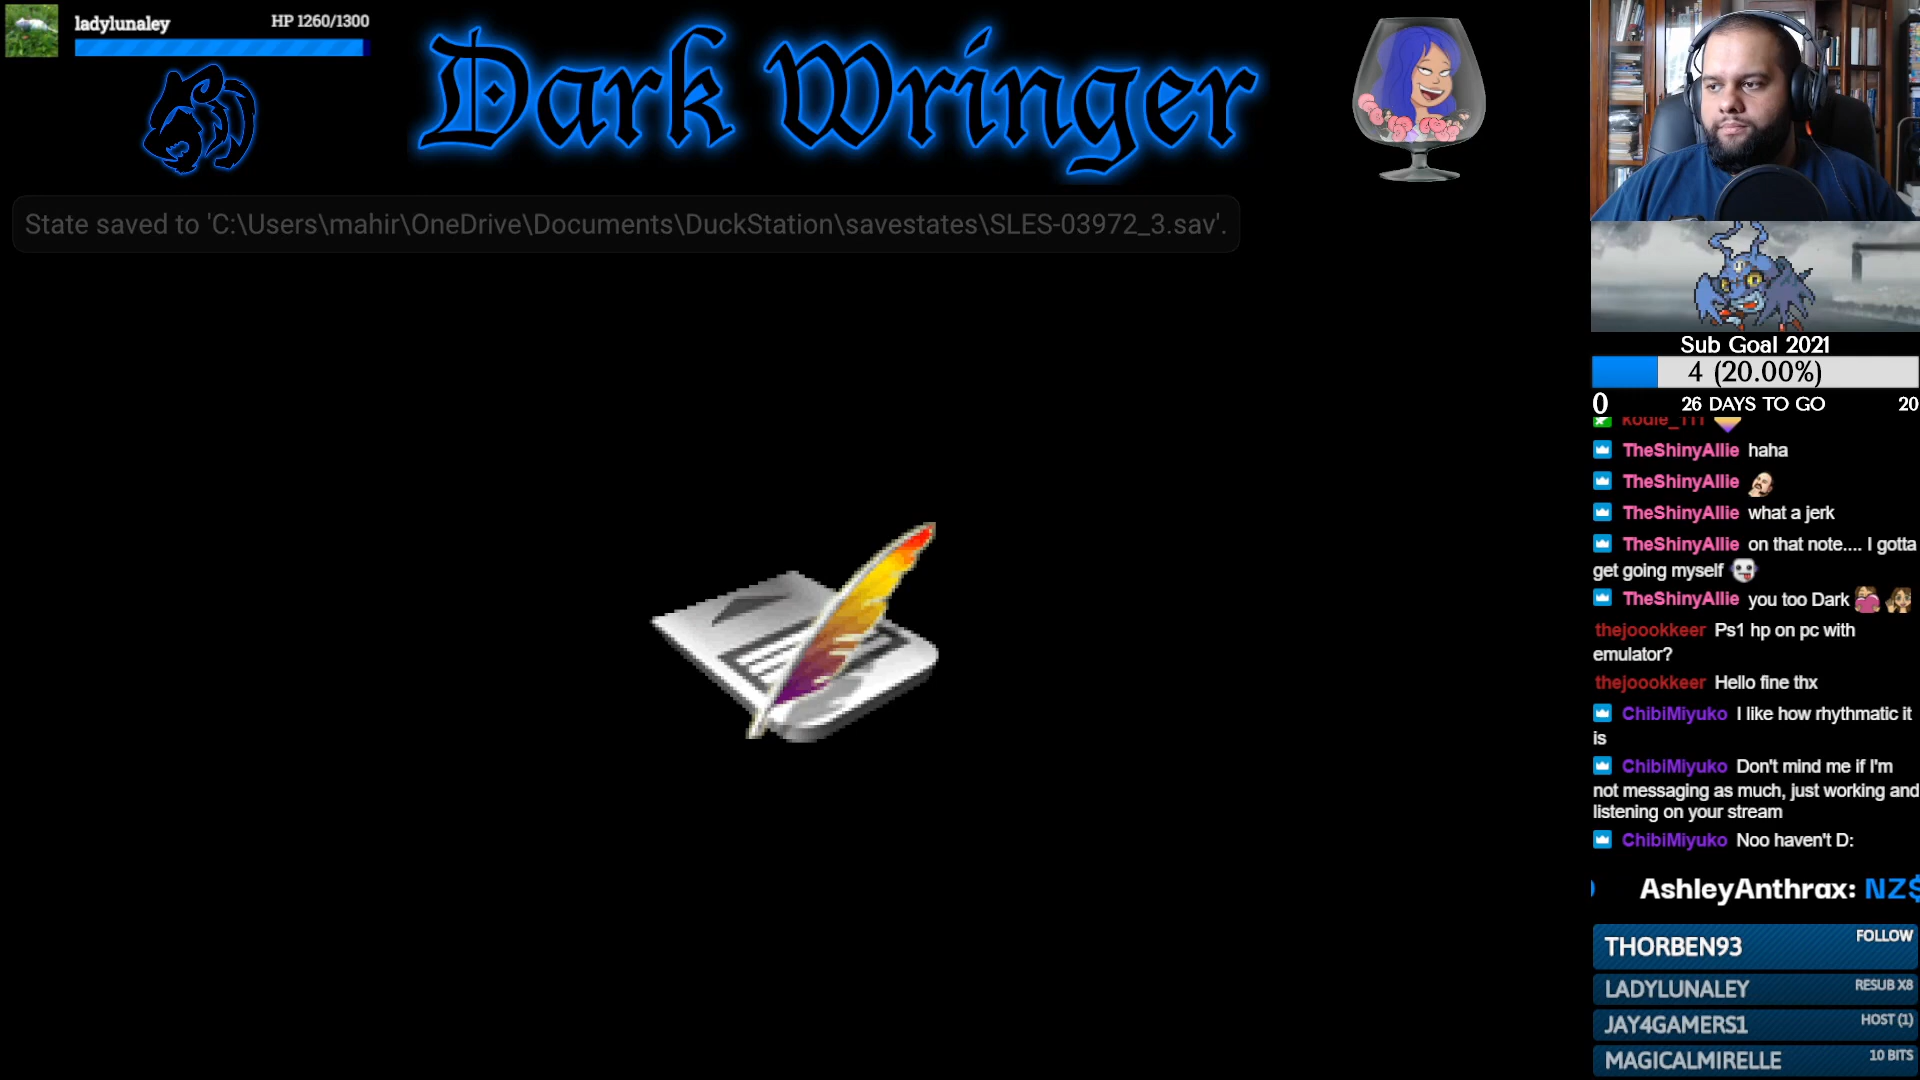 ladylunaley
HP 1260/1300
Dark Wringer
State saved to 'C:\Users\mahir\OneDrive\Documents\DuckStation\savestates\SLES-03972_3.sav'.
Sub Goal 2021
4 (20.00%)
0
26 DAYS TO GO
20
TheShinyAllie haha
TheShinyAllie
TheShinyAllie what a jerk
TheShinyAllie on that note.... I gotta
get going myself
TheShinyAllie you too Dark
thejoookkeer Ps1 hp on pc with
emulator?
thejoookkeer Hello fine thx
ChibiMiyuko I like how rhythmatic it
is
ChibiMiyuko Don't mind me if I'm
not messaging as much, just working and
listening on your stream
ChibiMiyuko Noo haven't D:
AshleyAnthrax: NZ$
THORBEN93 FOLLOW
LADYLUNALEY RESUB X8
JAY4GAMERS1 HOST (1)
MAGICALMIRELLE 10 BITS